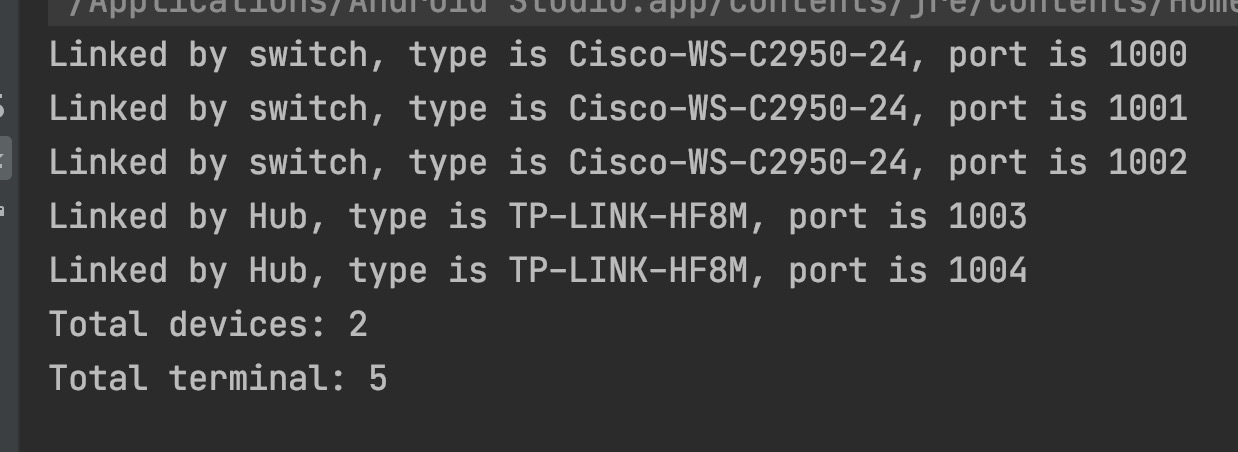 /Applications/Android Studio.app/Contents/jre/Contents/Home
Linked by switch, type is Cisco-WS-C2950-24, port is 1000
Linked by switch, type is Cisco-WS-C2950-24, port is 1001
Linked by switch, type is Cisco-WS-C2950-24, port is 1002
Linked by Hub, type is TP-LINK-HF8M, port is 1003
Linked by Hub, type is TP-LINK-HF8M, port is 1004
Total devices: 2
Total terminal: 5